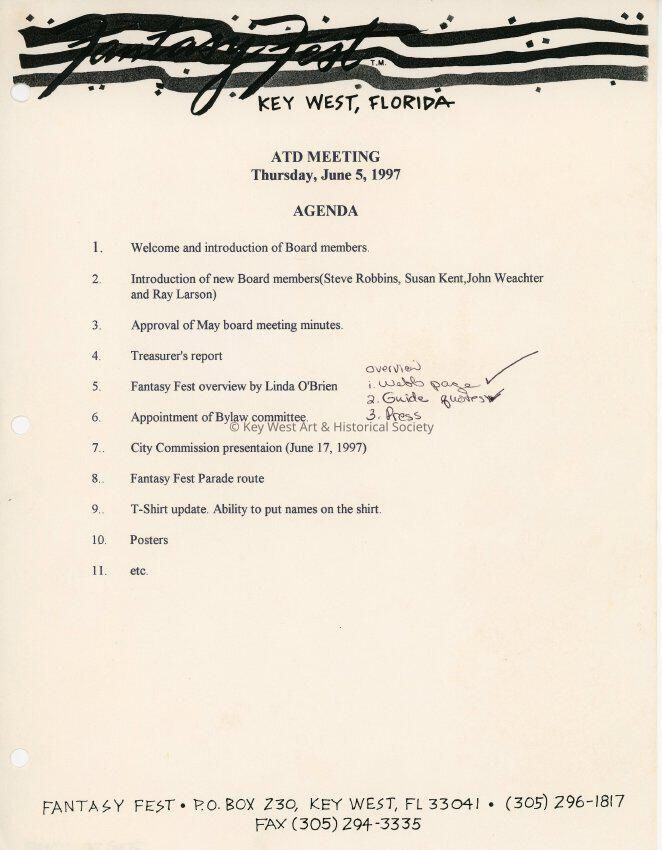 Fantasy Fest T.M.
KEY WEST, FLORIDA
ATD MEETING
Thursday, June 5, 1997
AGENDA
1. Welcome and introduction of Board members.
2. Introduction of new Board members(Steve Robbins, Susan Kent,John Weachter
and Ray Larson)
3. Approval of May board meeting minutes.
4. Treasurer's report
overview
5. Fantasy Fest overview by Linda O'Brien 1. Webb page
2. Guide quotes
6. Appointment of Bylaw committee. 3. Press
© Key West Art & Historical Society
7.. City Commission presentaion (June 17, 1997)
8.. Fantasy Fest Parade route
9.. T-Shirt update. Ability to put names on the shirt.
10. Posters
11. etc.
FANTASY FEST • P.O. BOX 230, KEY WEST, FL 33041 • (305) 296-1817
FAX (305) 294-3335